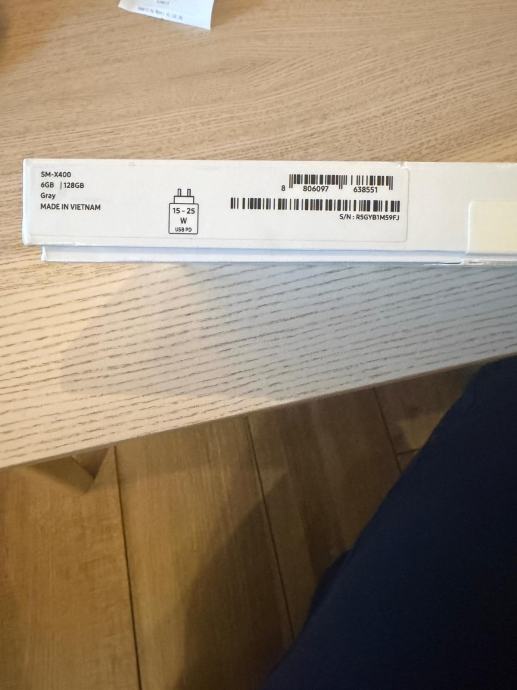 SM-X400
6GB | 128GB
Gray
MADE IN VIETNAM
15 - 25
W
USB PD
8 806097 638551
S/N : R5GYB1M59FJ